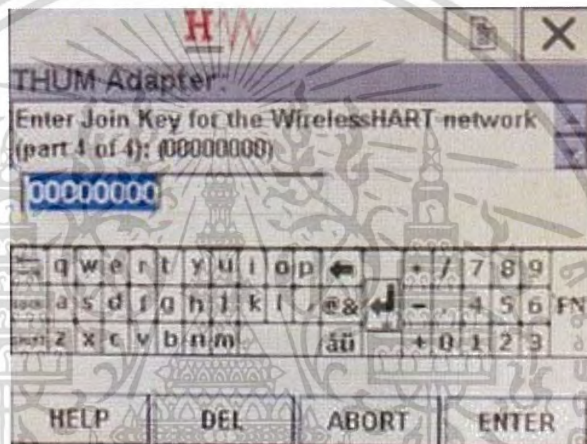 H
THUM Adapter:
Enter Join Key for the WirelessHART network
(part 4 of 4): (00000000)
00000000
q w e r t y u i o p * / 7 8 9
a s d f g h j k l , @& - . 4 5 6 FN
z x c v b n m áü + 0 1 2 3
HELP DEL ABORT ENTER